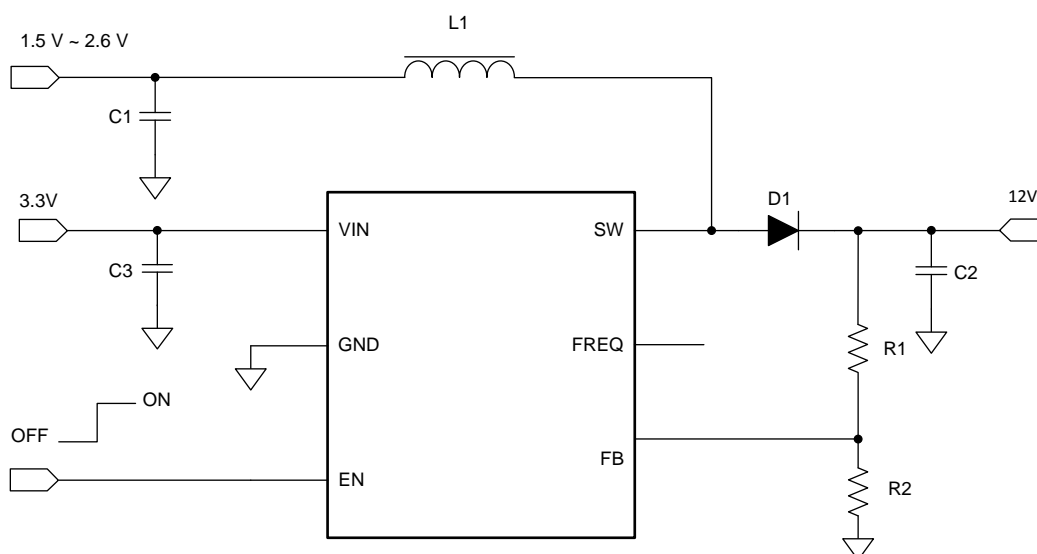 L1
1.5 V ~ 2.6 V
C1
3.3V
D1
12V
VIN
SW
C3
C2
GND
FREQ
R1
ON
OFF
FB
EN
R2